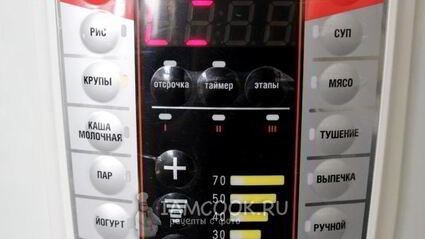 РИС
СУП
КРУПЫ
отсрочка
таймер
этапы
МЯСО
I
II
III
КАША
МОЛОЧНАЯ
ТУШЕНИЕ
+
ПАР
70
50
30
ВЫПЕЧКА
ЙОГУРТ
РУЧНОЙ
IAMCOOK.RU
рецепты с фото